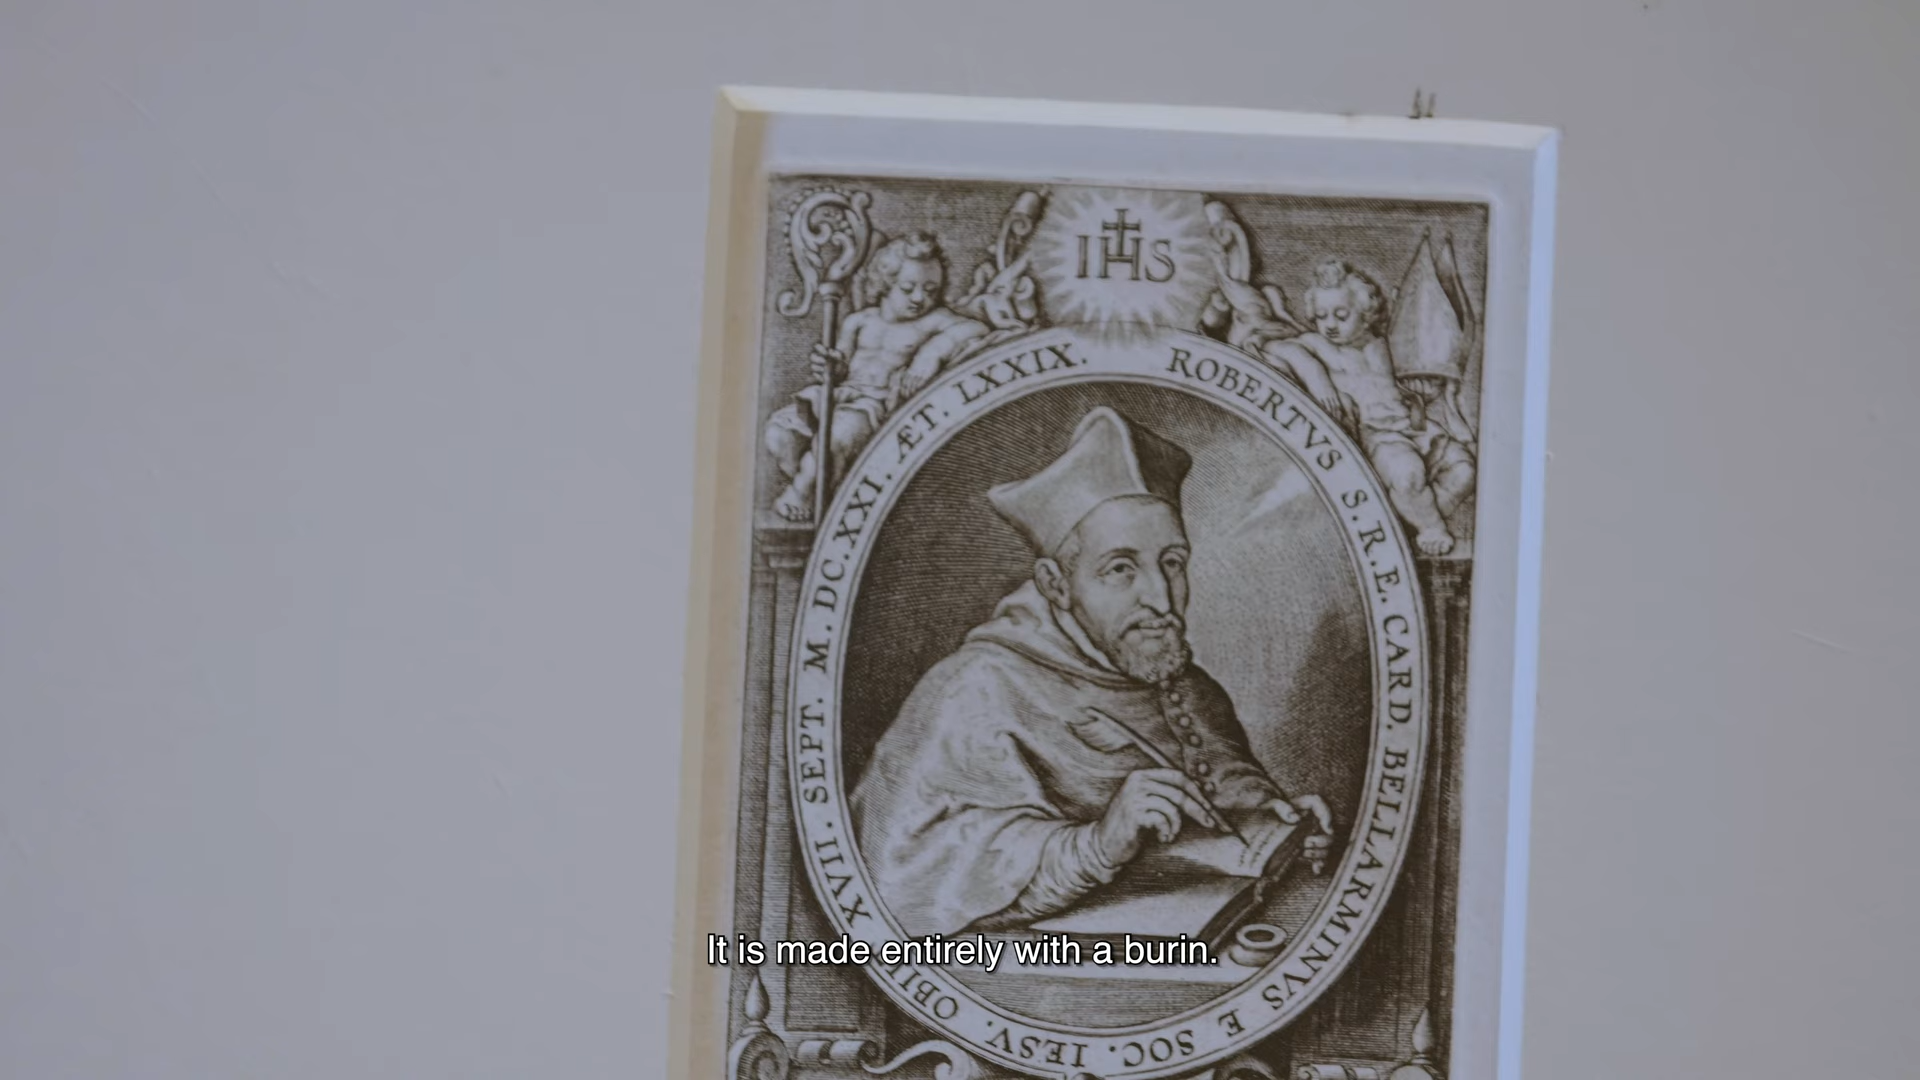 IHS
ROBERTVS S.R.E. CARD. BELLARMINVS E SOC. IESV. OBIIT XVII. SEPT. M.DC.XXI. ÆT. LXXIX.
It is made entirely with a burin.